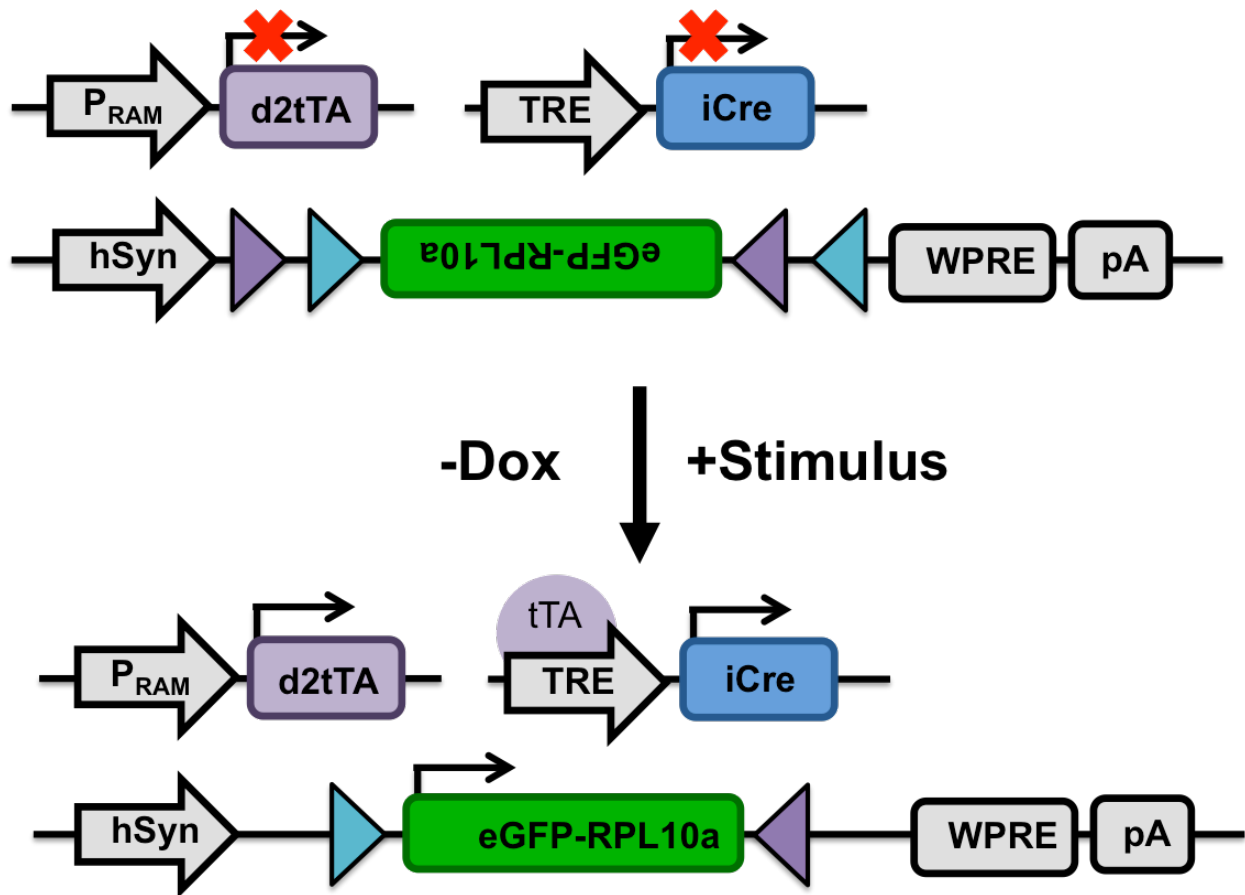 PRAM d2tTA TRE iCre
hSyn eGFP-RPL10a WPRE pA
-Dox +Stimulus
tTA
PRAM d2tTA TRE iCre
hSyn eGFP-RPL10a WPRE pA